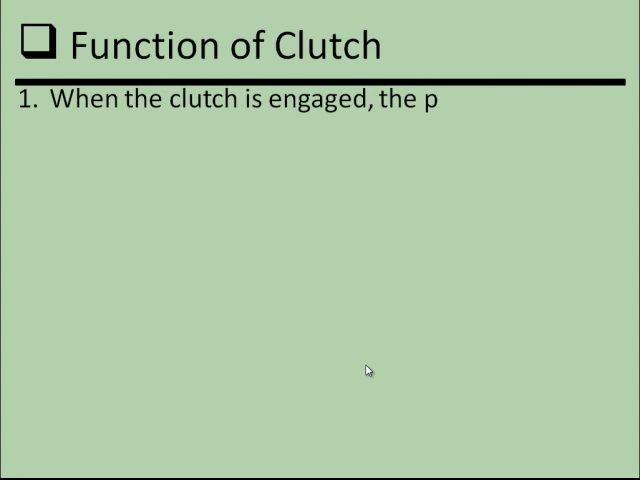 Function of Clutch
1. When the clutch is engaged, the p